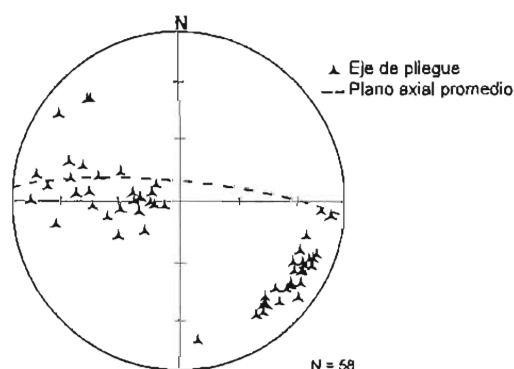 N
Eje de pliegue
Plano axial promedio
N = 58